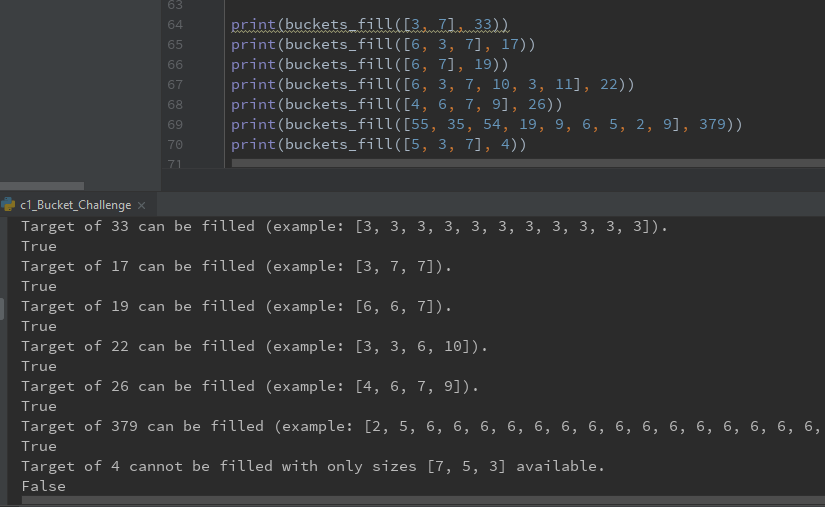 63
64 print(buckets_fill([3, 7], 33))
65 print(buckets_fill([6, 3, 7], 17))
66 print(buckets_fill([6, 7], 19))
67 print(buckets_fill([6, 3, 7, 10, 3, 11], 22))
68 print(buckets_fill([4, 6, 7, 9], 26))
69 print(buckets_fill([55, 35, 54, 19, 9, 6, 5, 2, 9], 379))
70 print(buckets_fill([5, 3, 7], 4))
71
c1_Bucket_Challenge ×
Target of 33 can be filled (example: [3, 3, 3, 3, 3, 3, 3, 3, 3, 3, 3]).
True
Target of 17 can be filled (example: [3, 7, 7]).
True
Target of 19 can be filled (example: [6, 6, 7]).
True
Target of 22 can be filled (example: [3, 3, 6, 10]).
True
Target of 26 can be filled (example: [4, 6, 7, 9]).
True
Target of 379 can be filled (example: [2, 5, 6, 6, 6, 6, 6, 6, 6, 6, 6, 6, 6, 6, 6, 6, 6,
True
Target of 4 cannot be filled with only sizes [7, 5, 3] available.
False